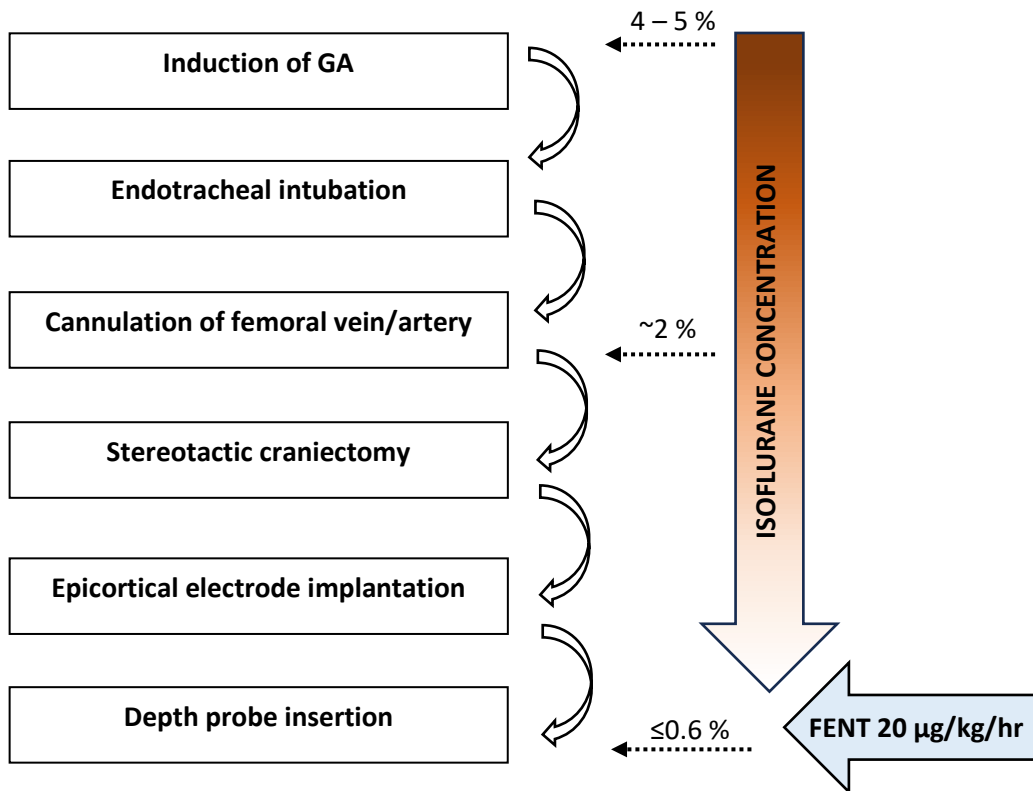 4 – 5 %
Induction of GA
Endotracheal intubation
Cannulation of femoral vein/artery
~2 %
Stereotactic craniectomy
ISOFLURANE CONCENTRATION
Epicortical electrode implantation
Depth probe insertion
≤0.6 %
FENT 20 µg/kg/hr